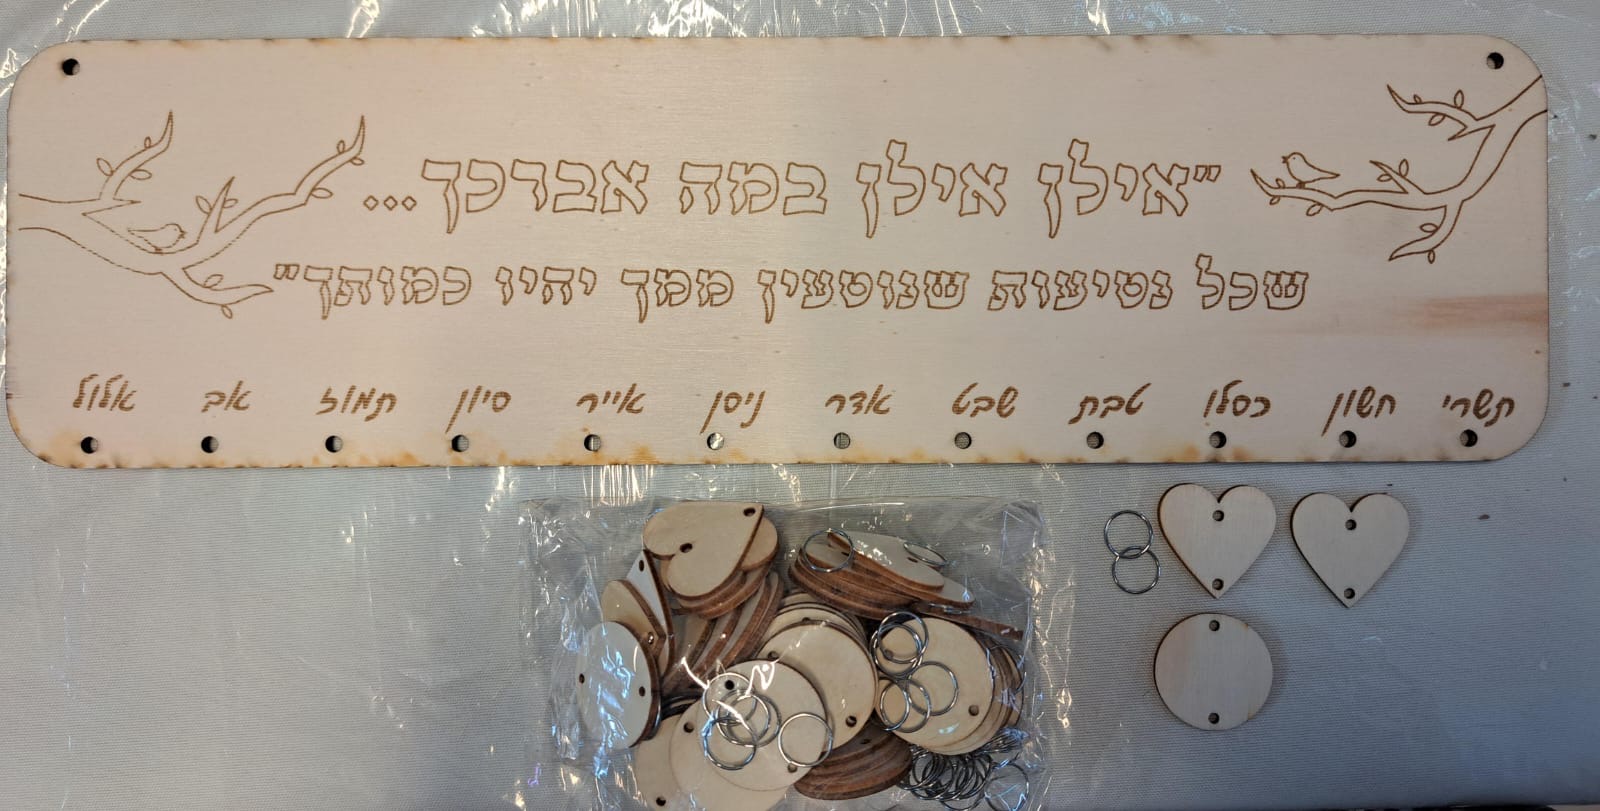 "אילן אילן במה אברכך...
שכל נטיעות שנוטעין ממך יהיו כמותך"
תשרי חשון כסלו טבת שבט אדר ניסן אייר סיון תמוז אב אלול